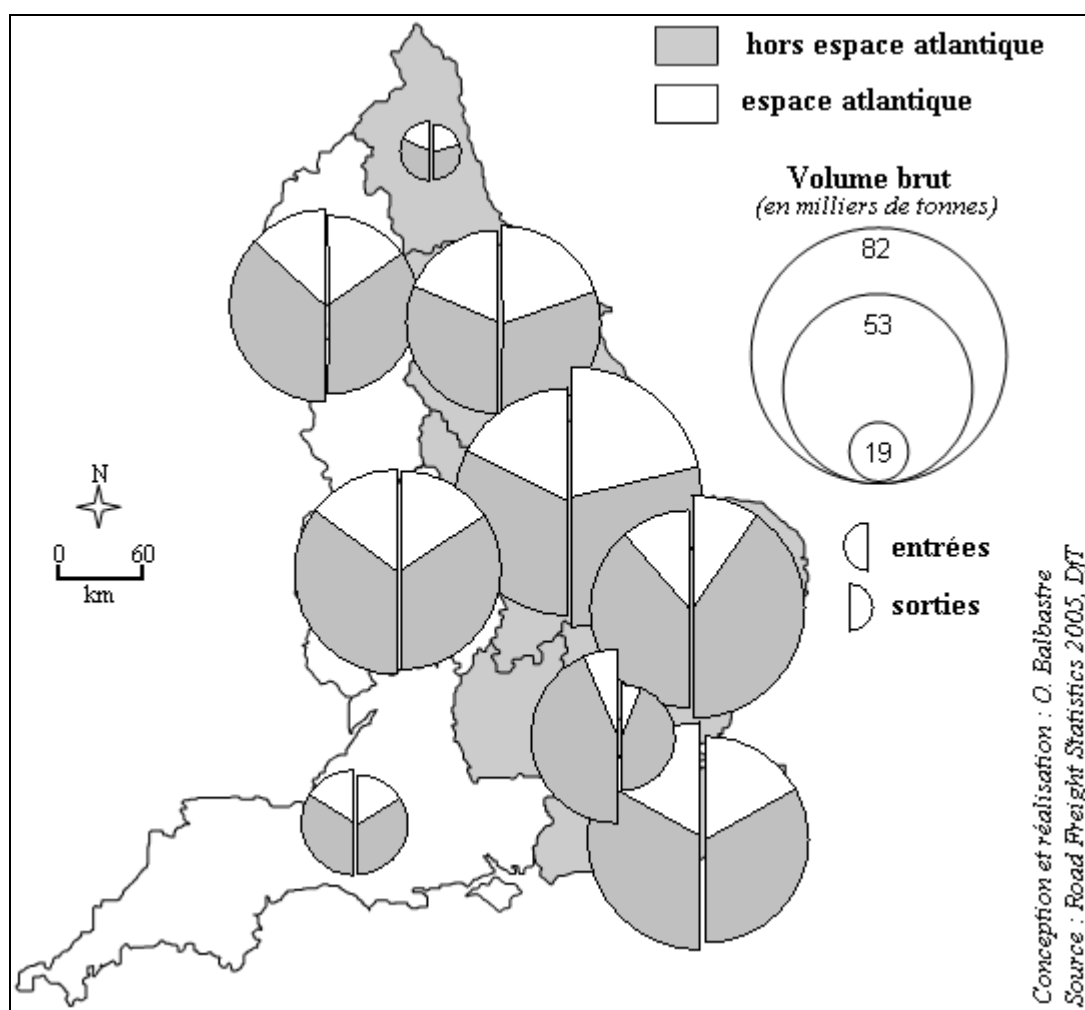 hors espace atlantique
espace atlantique
Volume brut
(en milliers de tonnes)
82
53
19
N
0 60
km
entrées
sorties
Conception et réalisation : O. Balbastre
Source : Road Freight Statistics 2005, DfT